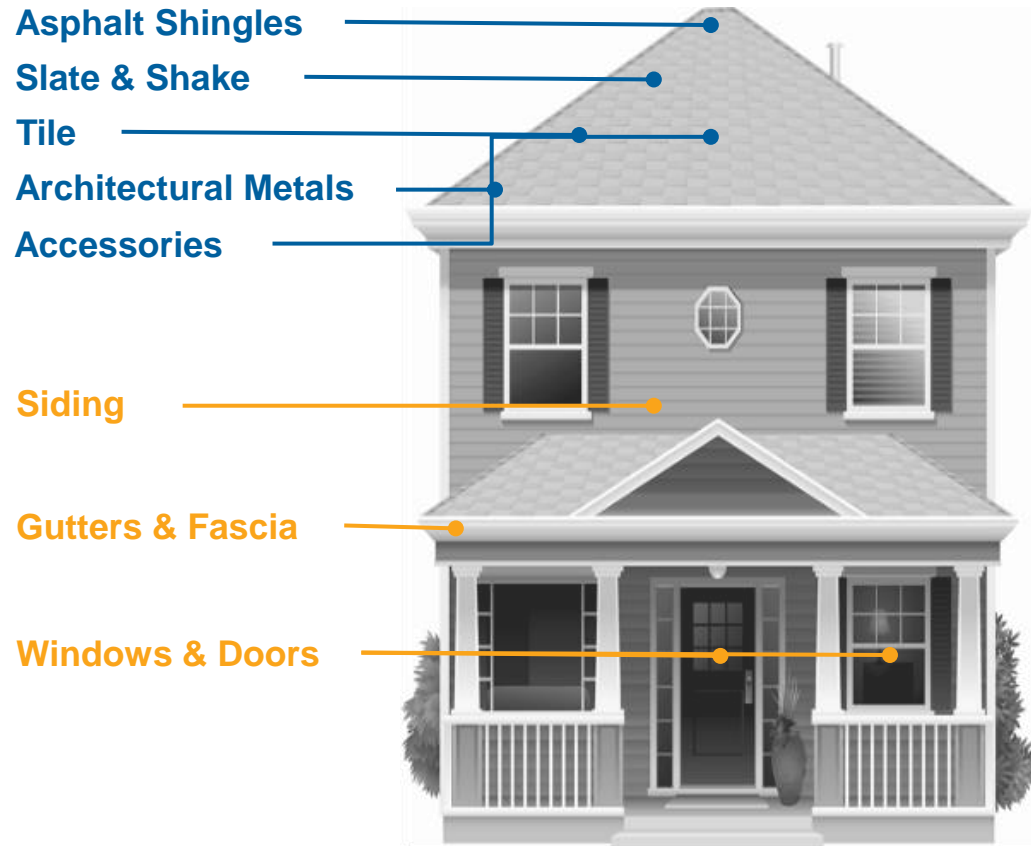 Asphalt Shingles
Slate & Shake
Tile
Architectural Metals
Accessories
Siding
Gutters & Fascia
Windows & Doors